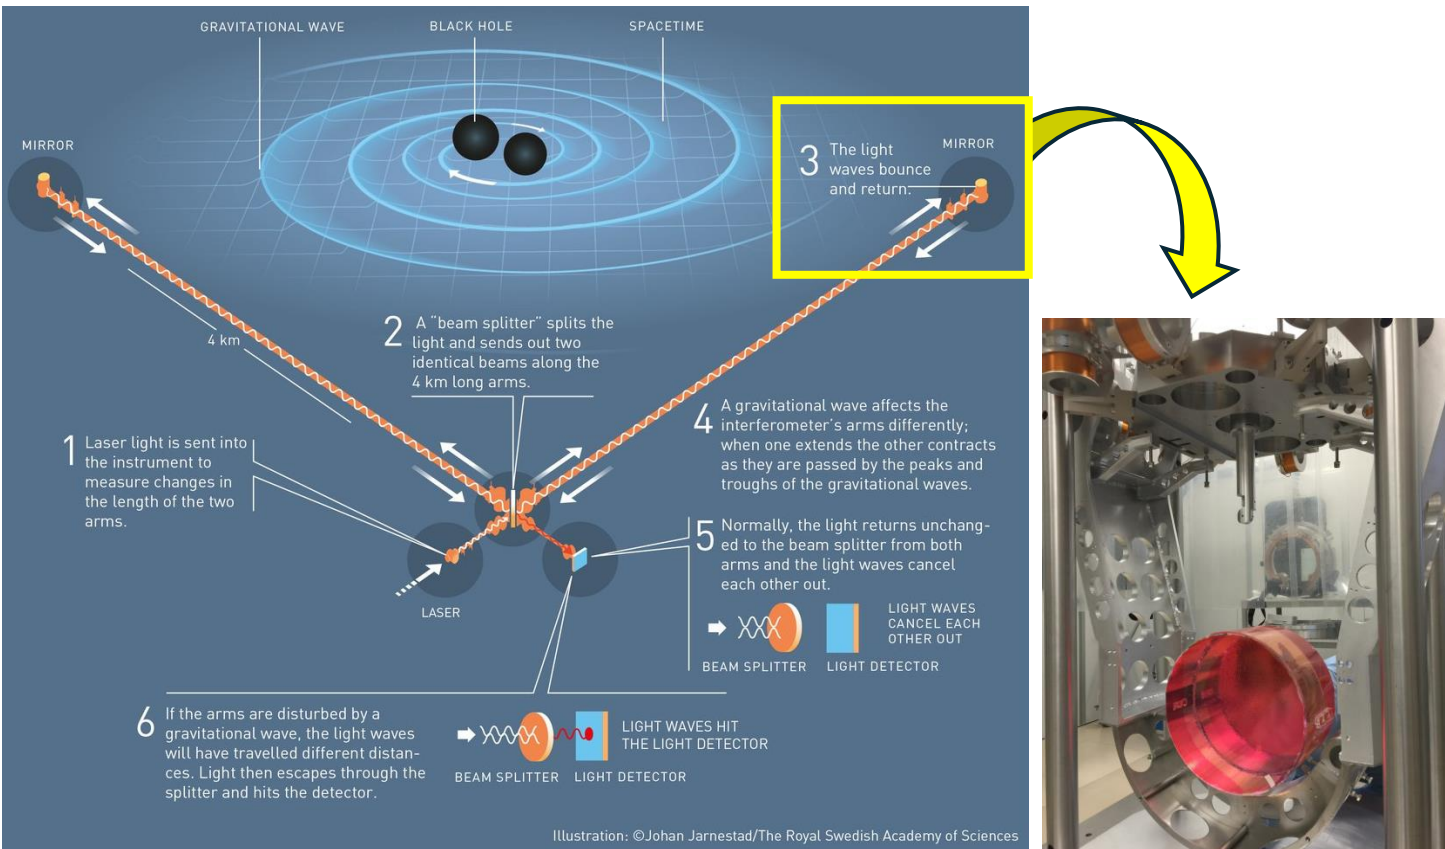 GRAVITATIONAL WAVE
BLACK HOLE
SPACETIME
MIRROR
3
The light
waves bounce
and return.
MIRROR
4 km
2
A "beam splitter" splits the
light and sends out two
identical beams along the
4 km long arms.
1
Laser light is sent into
the instrument to
measure changes in
the length of the two
arms.
4
A gravitational wave affects the
interferometer's arms differently;
when one extends the other contracts
as they are passed by the peaks and
troughs of the gravitational waves.
5
Normally, the light returns unchang-
ed to the beam splitter from both
arms and the light waves cancel
each other out.
LASER
LIGHT WAVES
CANCEL EACH
OTHER OUT
BEAM SPLITTER
LIGHT DETECTOR
6
If the arms are disturbed by a
gravitational wave, the light waves
will have travelled different distan-
ces. Light then escapes through the
splitter and hits the detector.
LIGHT WAVES HIT
THE LIGHT DETECTOR
BEAM SPLITTER
LIGHT DETECTOR
Illustration: ©Johan Jarnestad/The Royal Swedish Academy of Sciences